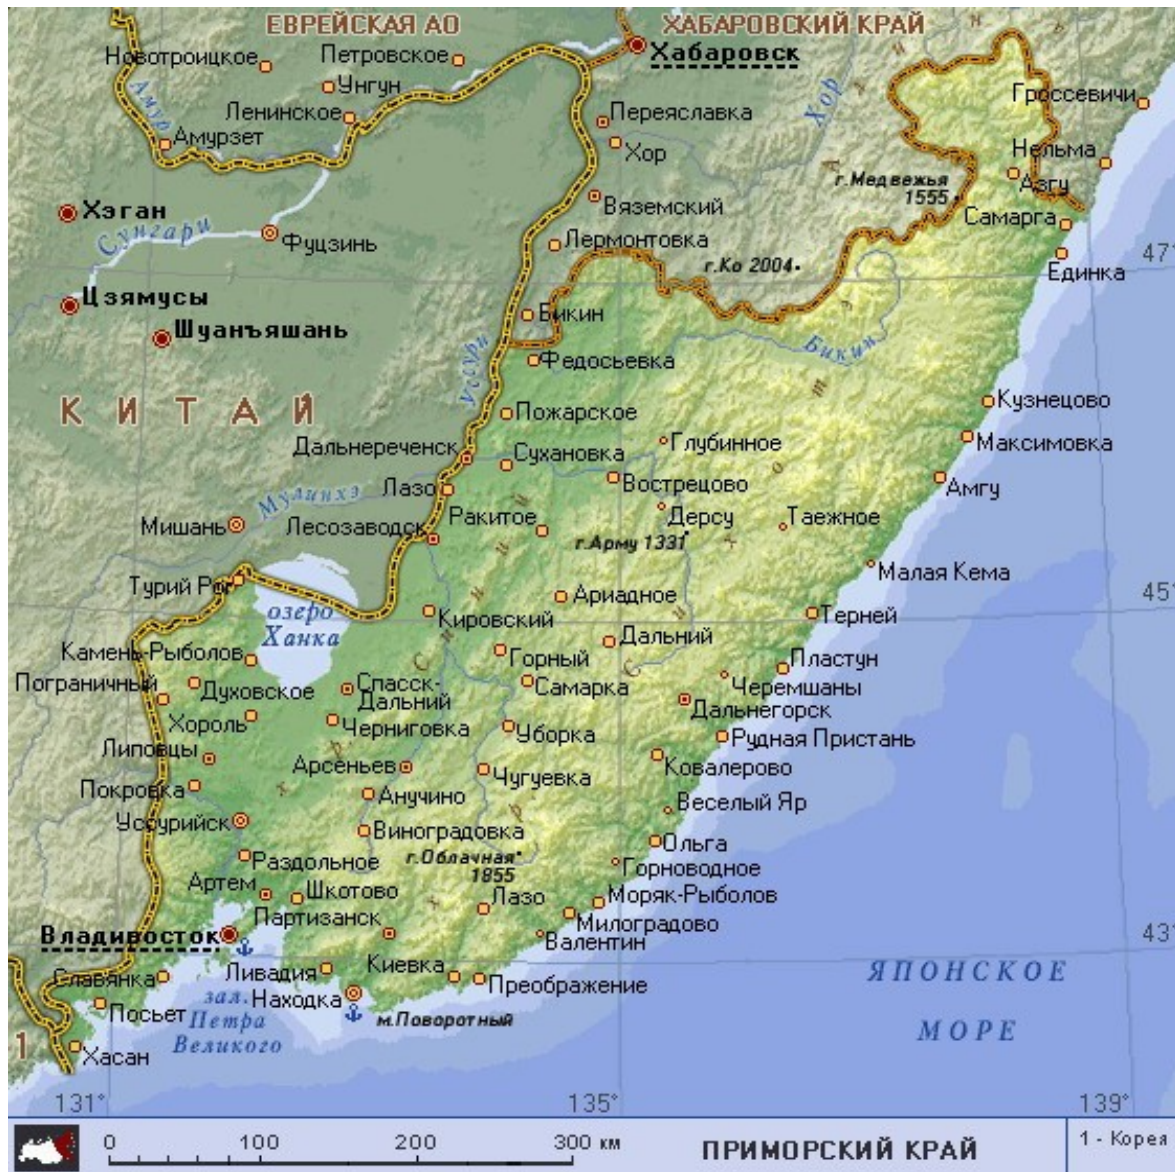 ЕВРЕЙСКАЯ АО
ХАБАРОВСКИЙ КРАЙ
Новотроицкое
Петровское
Хабаровск
Унгун
Амур
Ленинское
Хор
Гроссевичи
Переяславка
Амурзет
Хор
Нельма
г.Медвежья
1555
Азгу
Вяземский
Хэган
Сунгари
Фуцзинь
Самарга
Лермонтовка
г.Ко 2004
Единка
47°
Цзямусы
Бикин
Шуанъяшань
Уссури
Бикин
Федосьевка
КИТАЙ
Пожарское
Кузнецово
Глубинное
Максимовка
Дальнереченск
Сухановка
Вострецово
Амгу
Лазо
Мулинхэ
Мишань
Лесозаводск
Ракитое
Дерсу
Таежное
г.Арму 1331
Турий Рог
Малая Кема
45°
озеро
Ханка
Кировский
Ариадное
Терней
Дальний
Камень-Рыболов
Горный
Пластун
Пограничный
Духовское
Спасск-
Дальний
Самарка
Черемшаны
Дальнегорск
Хороль
Черниговка
Уборка
Рудная Пристань
Липовцы
Арсеньев
Чугуевка
Ковалерово
Покровка
Анучино
Веселый Яр
Уссурийск
Виноградовка
Ольга
Раздольное
г.Облачная
1855
Горноводное
Артем
Шкотово
Лазо
Моряк-Рыболов
Партизанск
Милоградово
Владивосток
Валентин
43°
Славянка
Ливадия
Киевка
Преображение
ЯПОНСКОЕ
МОРЕ
Посьет
зал.
Петра
Великого
Находка
м.Поворотный
1
Хасан
Сихотэ
131°
135°
139°
0 100 200 300 км
ПРИМОРСКИЙ КРАЙ
1 - Корея